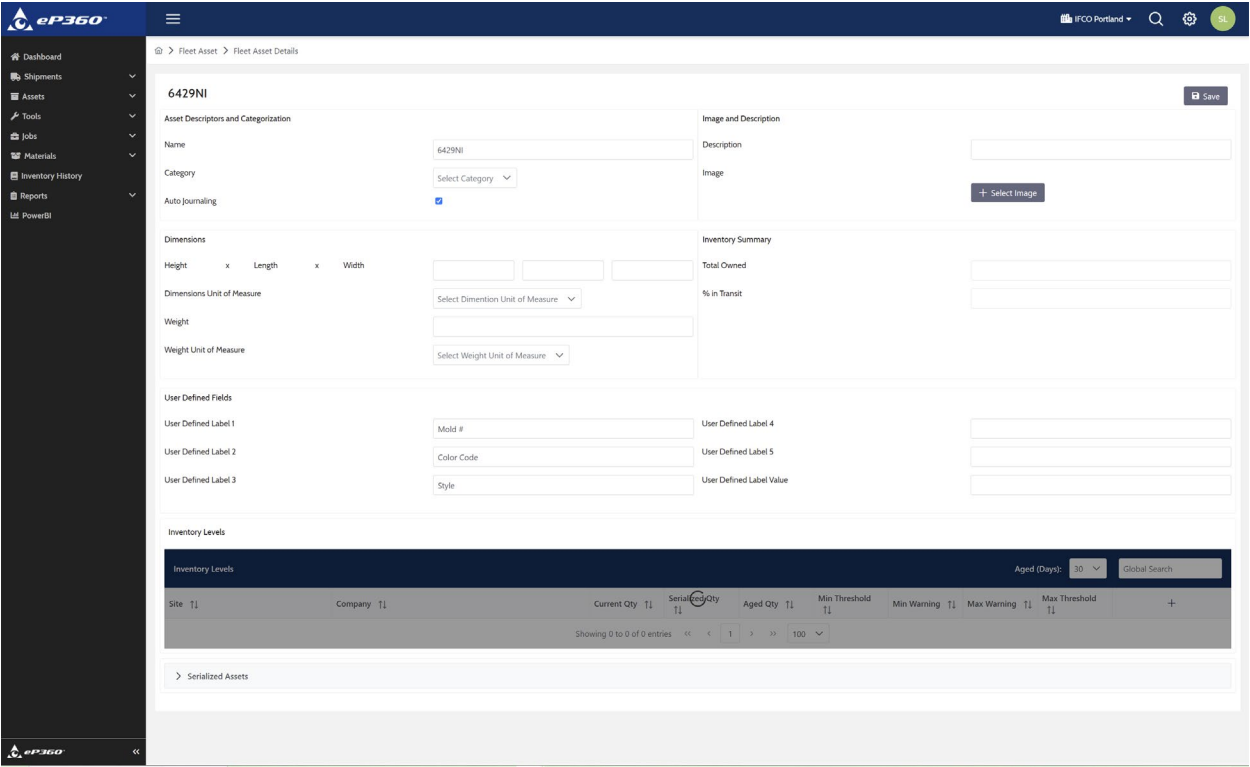 eP360
IFCO Portland
SL
Dashboard
Shipments
Assets
Tools
Jobs
Materials
Inventory History
Reports
PowerBI
Fleet Asset > Fleet Asset Details
6429NI
Save
Asset Descriptors and Categorization
Name
6429NI
Category
Select Category
Auto Journaling
Image and Description
Description
Image
+ Select Image
Dimensions
Height x Length x Width
Dimensions Unit of Measure
Select Dimention Unit of Measure
Weight
Weight Unit of Measure
Select Weight Unit of Measure
Inventory Summary
Total Owned
% in Transit
User Defined Fields
User Defined Label 1
Mold #
User Defined Label 2
Color Code
User Defined Label 3
Style
User Defined Label 4
User Defined Label 5
User Defined Label Value
Inventory Levels
Inventory Levels
Aged (Days): 30
Global Search
Site Company Current Qty Serialized Qty Aged Qty Min Threshold Min Warning Max Warning Max Threshold +
Showing 0 to 0 of 0 entries « ‹ 1 › » 100
> Serialized Assets
eP360 «